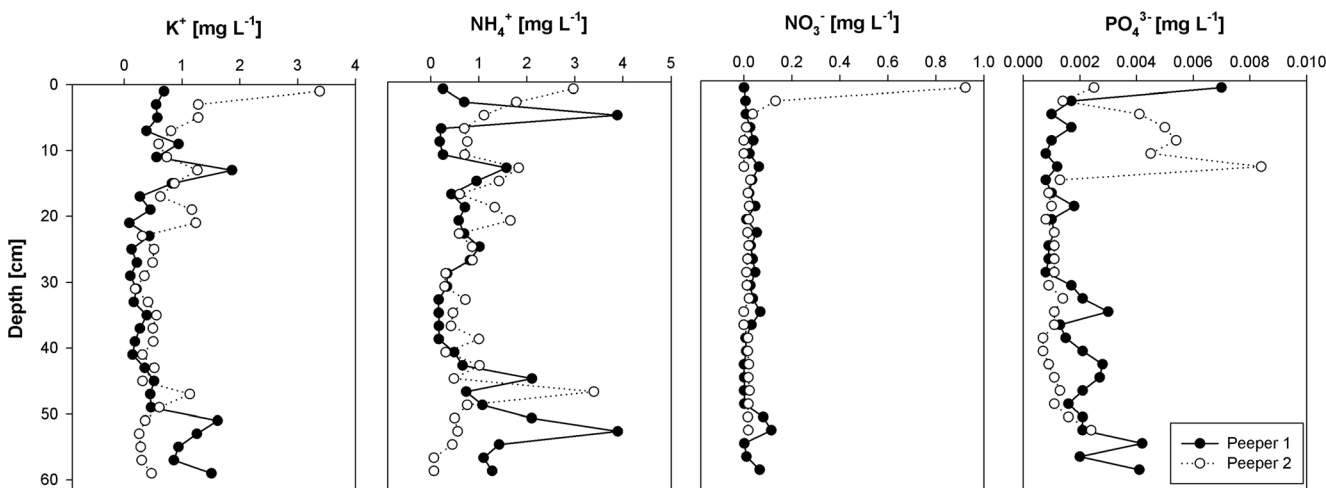 K⁺ [mg L⁻¹] NH₄⁺ [mg L⁻¹] NO₃⁻ [mg L⁻¹] PO₄³⁻ [mg L⁻¹]
0 1 2 3 4 0 1 2 3 4 5 0.0 0.2 0.4 0.6 0.8 1.0 0.000 0.002 0.004 0.006 0.008 0.010
0
10
20
30
40
50
60
Depth [cm]
Peeper 1
Peeper 2